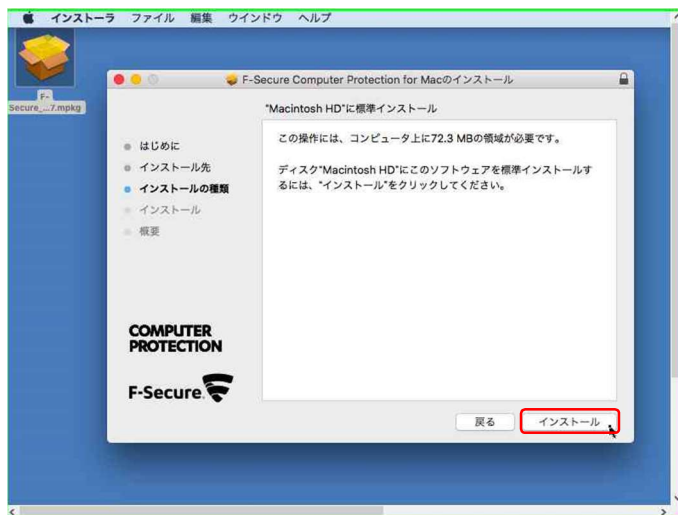 インストーラ ファイル 編集 ウインドウ ヘルプ
F-
Secure_...7.mpkg
F-Secure Computer Protection for Macのインストール
"Macintosh HD"に標準インストール
はじめに
インストール先
インストールの種類
インストール
概要
この操作には、コンピュータ上に72.3 MBの領域が必要です。
ディスク"Macintosh HD"にこのソフトウェアを標準インストールす
るには、"インストール"をクリックしてください。
COMPUTER
PROTECTION
F-Secure.
戻る インストール